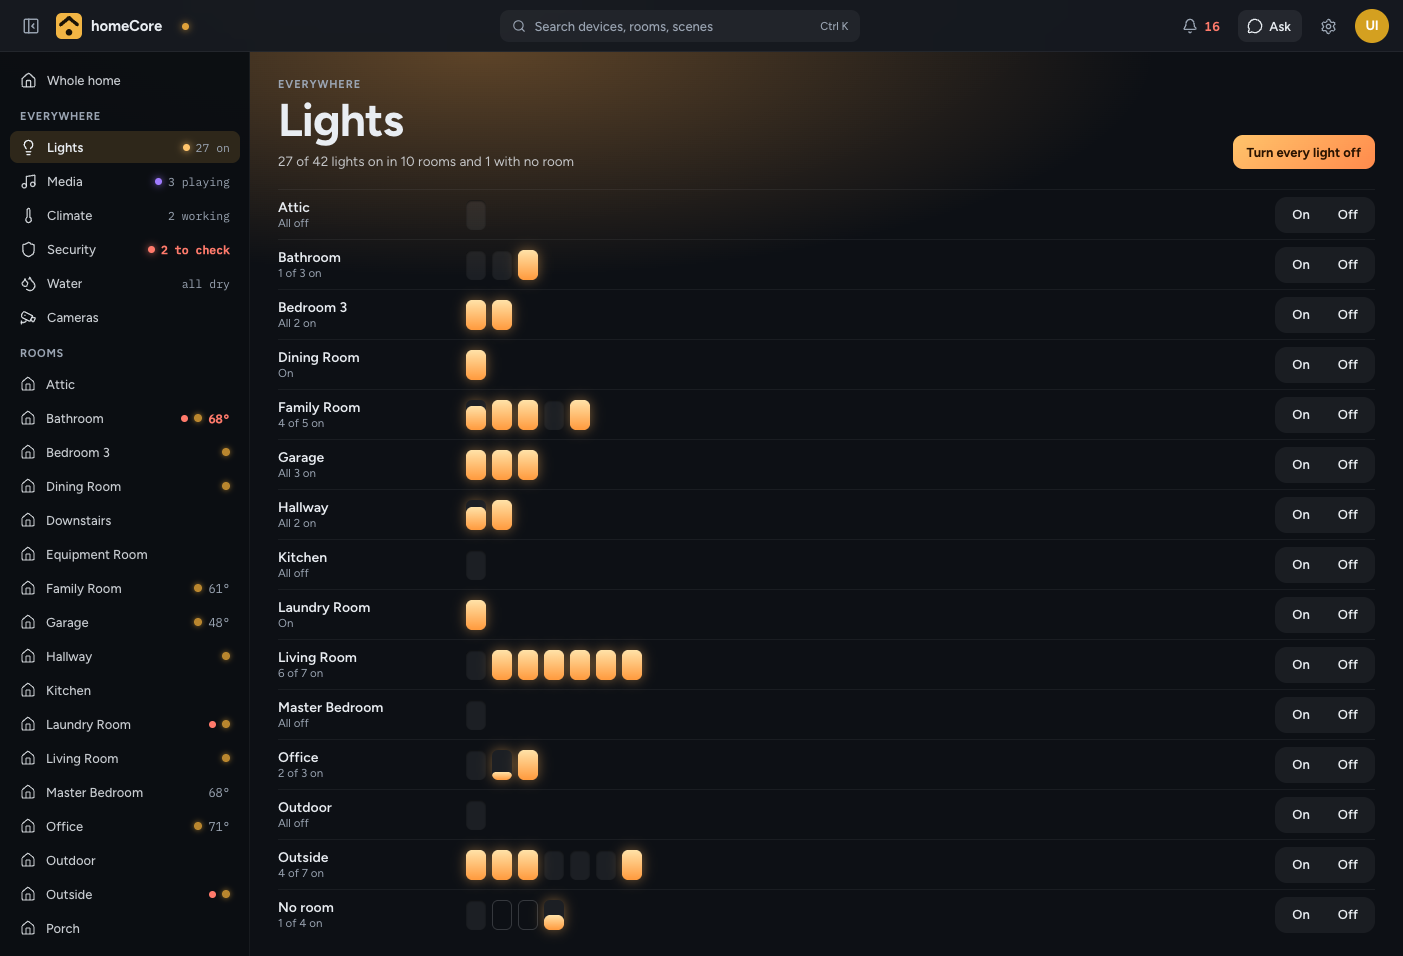 homeCore
Search devices, rooms, scenes
Ctrl K
16
Ask
UI
Whole home
EVERYWHERE
Lights
27 on
Media
3 playing
Climate
2 working
Security
2 to check
Water
all dry
Cameras
ROOMS
Attic
Bathroom
68°
Bedroom 3
Dining Room
Downstairs
Equipment Room
Family Room
61°
Garage
48°
Hallway
Kitchen
Laundry Room
Living Room
Master Bedroom
68°
Office
71°
Outdoor
Outside
Porch
EVERYWHERE
Lights
27 of 42 lights on in 10 rooms and 1 with no room
Turn every light off
Attic
All off
On Off
Bathroom
1 of 3 on
On Off
Bedroom 3
All 2 on
On Off
Dining Room
On
On Off
Family Room
4 of 5 on
On Off
Garage
All 3 on
On Off
Hallway
All 2 on
On Off
Kitchen
All off
On Off
Laundry Room
On
On Off
Living Room
6 of 7 on
On Off
Master Bedroom
All off
On Off
Office
2 of 3 on
On Off
Outdoor
All off
On Off
Outside
4 of 7 on
On Off
No room
1 of 4 on
On Off